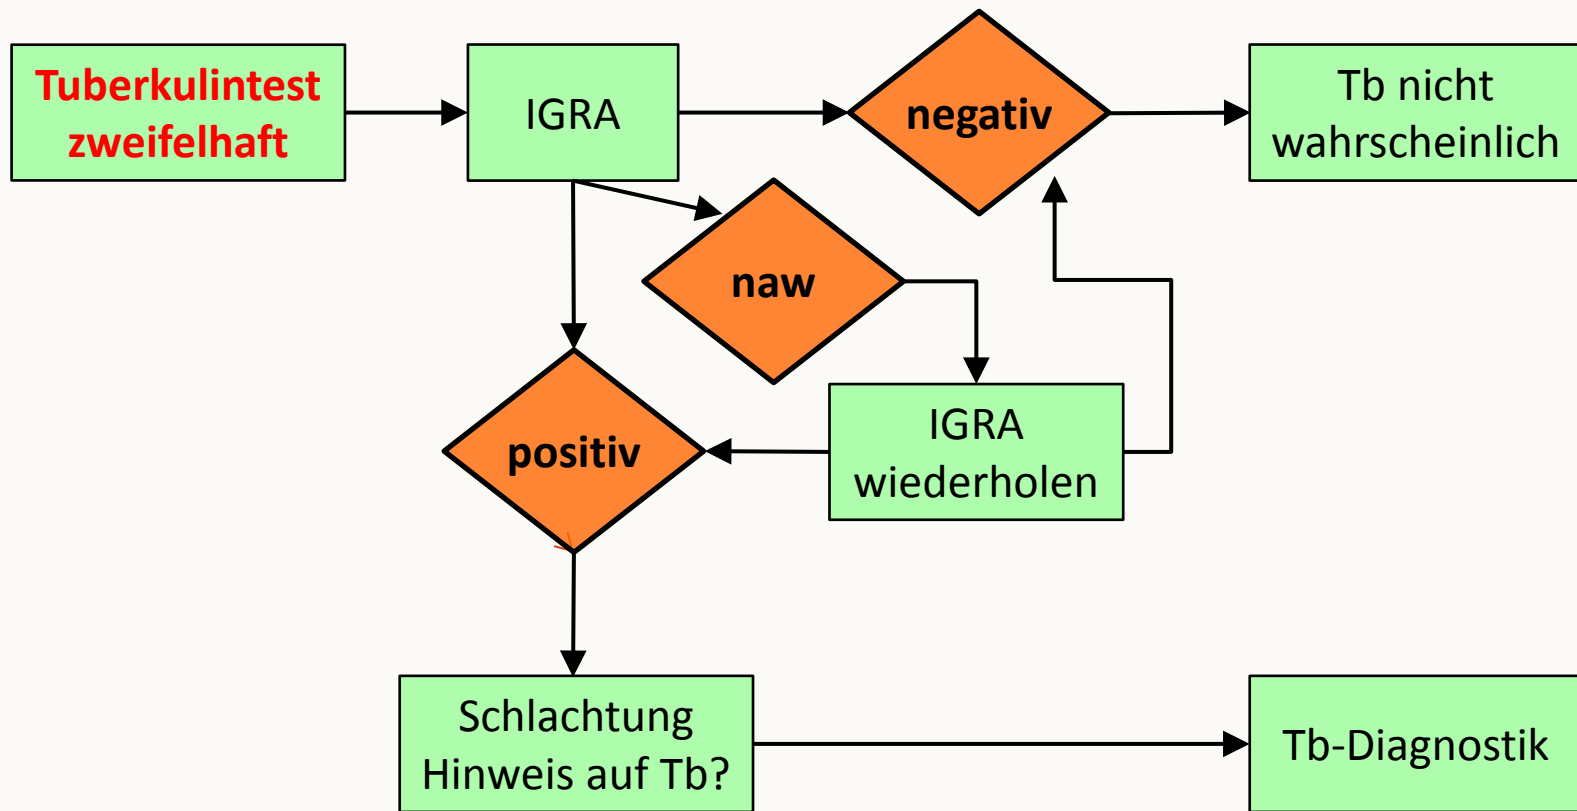 Tuberkulintest
zweifelhaft
IGRA
negativ
Tb nicht
wahrscheinlich
naw
positiv
IGRA
wiederholen
Schlachtung
Hinweis auf Tb?
Tb-Diagnostik